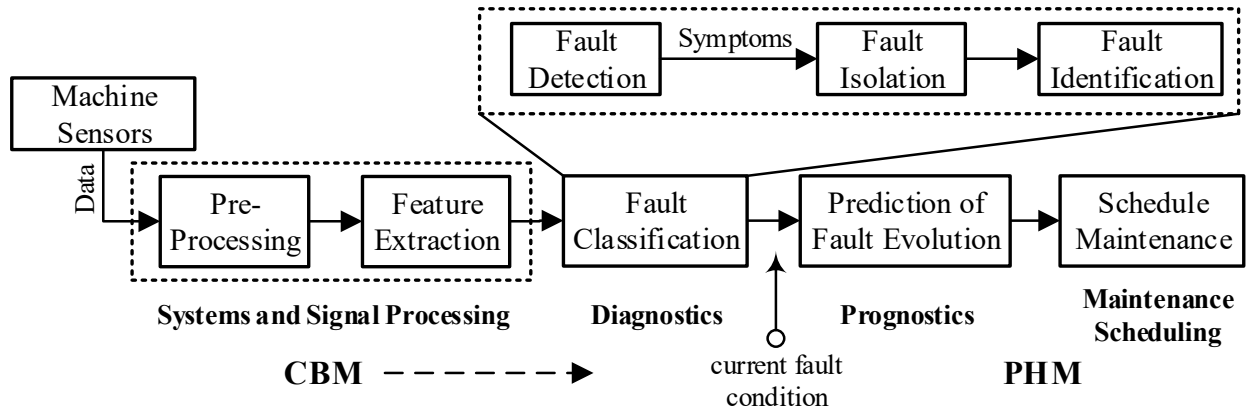 Fault
Detection
Symptoms
Fault
Isolation
Fault
Identification
Machine
Sensors
Data
Pre-
Processing
Feature
Extraction
Fault
Classification
Prediction of
Fault Evolution
Schedule
Maintenance
Systems and Signal Processing
Diagnostics
Prognostics
Maintenance
Scheduling
CBM
current fault
condition
PHM